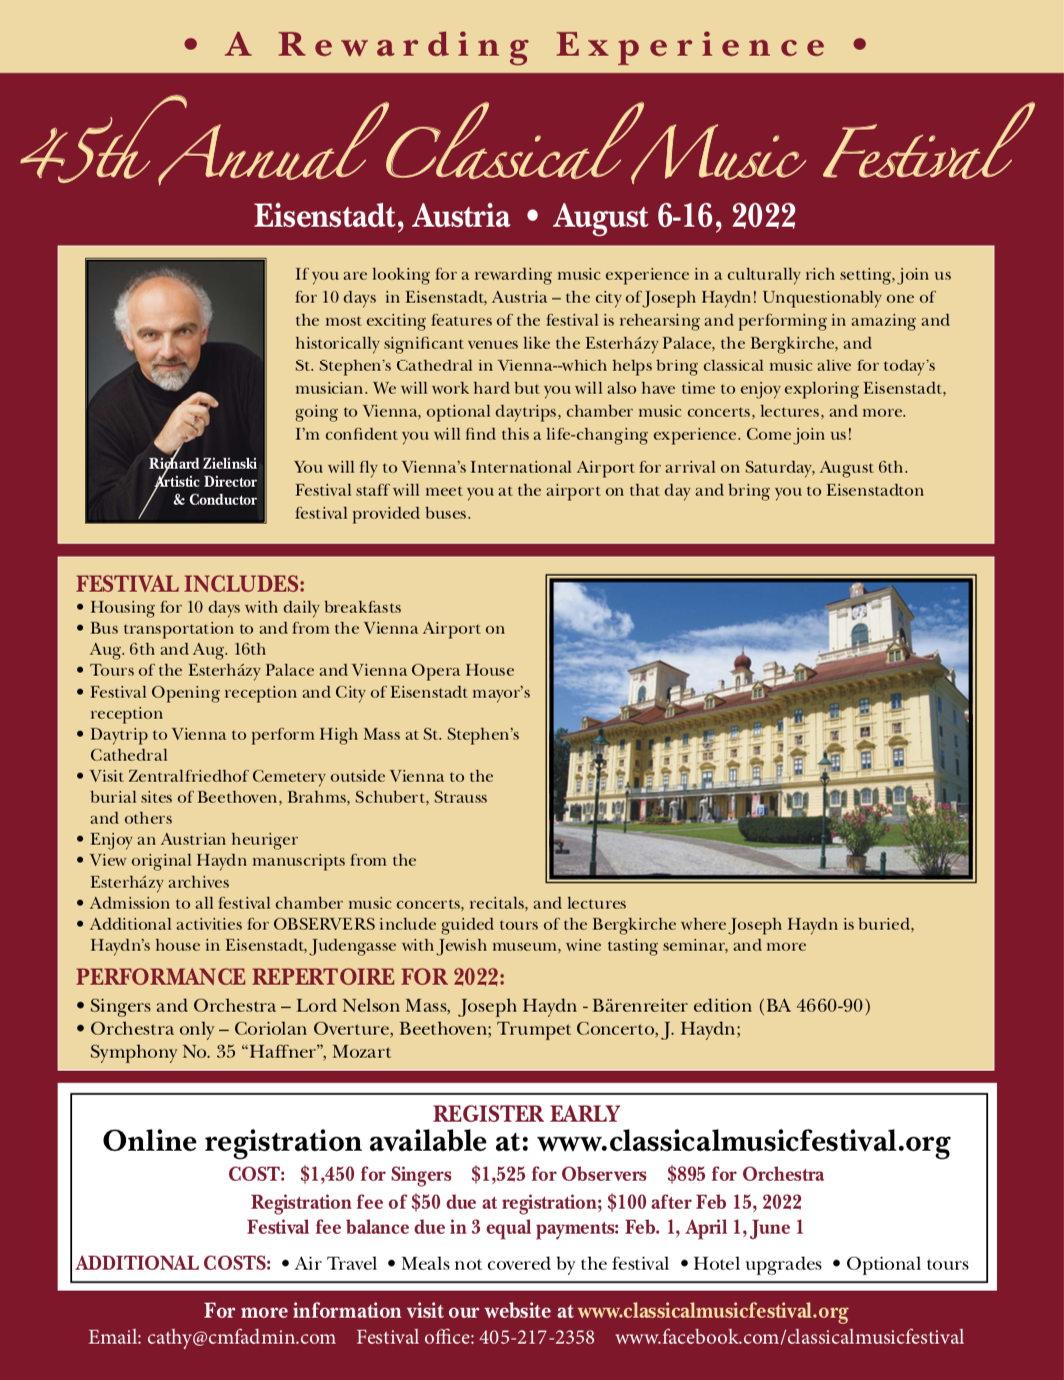 • A Rewarding Experience •
45th Annual Classical Music Festival
Eisenstadt, Austria • August 6-16, 2022
If you are looking for a rewarding music experience in a culturally rich setting, join us
for 10 days in Eisenstadt, Austria – the city of Joseph Haydn! Unquestionably one of
the most exciting features of the festival is rehearsing and performing in amazing and
historically significant venues like the Esterházy Palace, the Bergkirche, and
St. Stephen's Cathedral in Vienna--which helps bring classical music alive for today's
musician. We will work hard but you will also have time to enjoy exploring Eisenstadt,
going to Vienna, optional daytrips, chamber music concerts, lectures, and more.
I'm confident you will find this a life-changing experience. Come join us!
You will fly to Vienna's International Airport for arrival on Saturday, August 6th.
Festival staff will meet you at the airport on that day and bring you to Eisenstadton
festival provided buses.
Richard Zielinski
Artistic Director
& Conductor
FESTIVAL INCLUDES:
• Housing for 10 days with daily breakfasts
• Bus transportation to and from the Vienna Airport on
Aug. 6th and Aug. 16th
• Tours of the Esterházy Palace and Vienna Opera House
• Festival Opening reception and City of Eisenstadt mayor's
reception
• Daytrip to Vienna to perform High Mass at St. Stephen's
Cathedral
• Visit Zentralfriedhof Cemetery outside Vienna to the
burial sites of Beethoven, Brahms, Schubert, Strauss
and others
• Enjoy an Austrian heuriger
• View original Haydn manuscripts from the
Esterházy archives
• Admission to all festival chamber music concerts, recitals, and lectures
• Additional activities for OBSERVERS include guided tours of the Bergkirche where Joseph Haydn is buried,
Haydn's house in Eisenstadt, Judengasse with Jewish museum, wine tasting seminar, and more
PERFORMANCE REPERTOIRE FOR 2022:
• Singers and Orchestra – Lord Nelson Mass, Joseph Haydn - Bärenreiter edition (BA 4660-90)
• Orchestra only – Coriolan Overture, Beethoven; Trumpet Concerto, J. Haydn;
Symphony No. 35 “Haffner”, Mozart
REGISTER EARLY
Online registration available at: www.classicalmusicfestival.org
COST: $1,450 for Singers $1,525 for Observers $895 for Orchestra
Registration fee of $50 due at registration; $100 after Feb 15, 2022
Festival fee balance due in 3 equal payments: Feb. 1, April 1, June 1
ADDITIONAL COSTS: • Air Travel • Meals not covered by the festival • Hotel upgrades • Optional tours
For more information visit our website at www.classicalmusicfestival.org
Email: cathy@cmfadmin.com Festival office: 405-217-2358 www.facebook.com/classicalmusicfestival